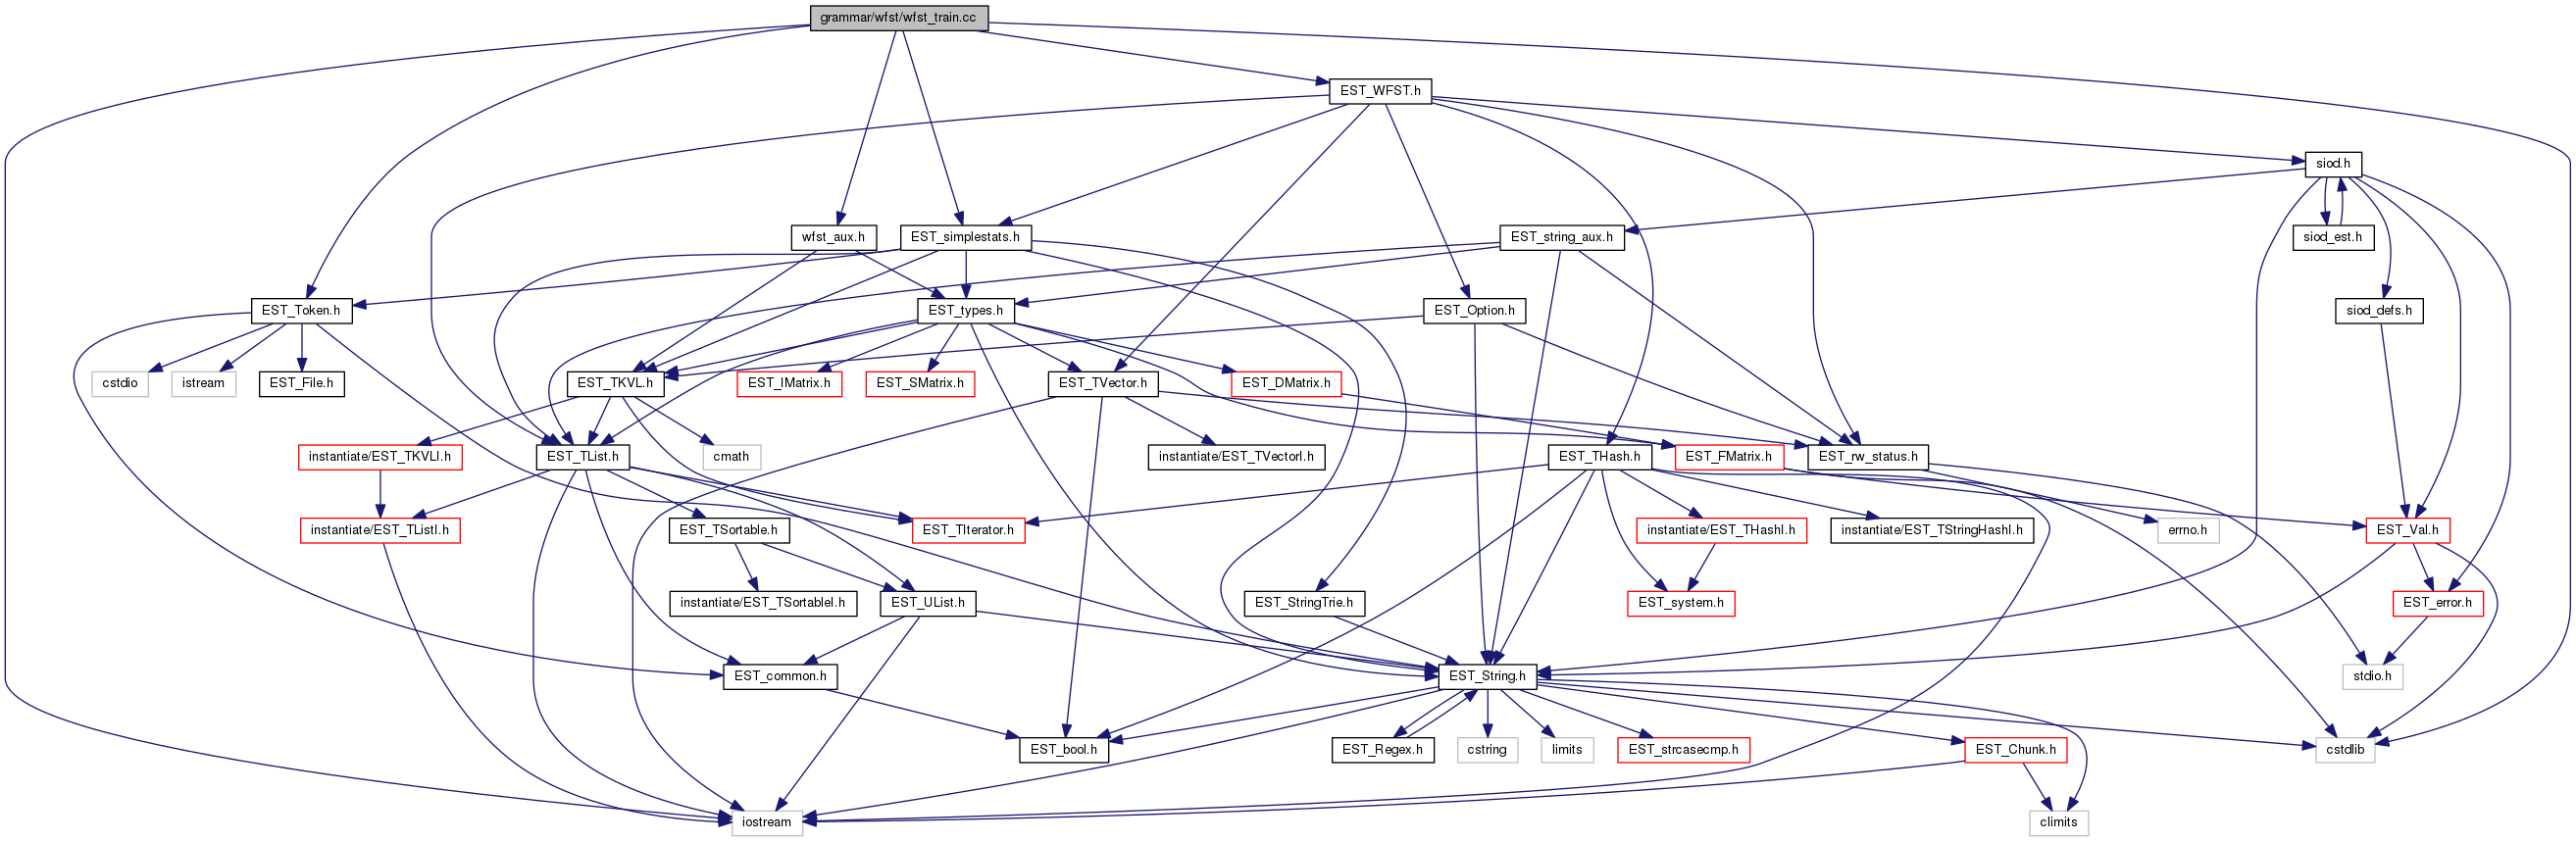 grammar/wfst/wfst_train.cc
EST_WFST.h
siod.h
wfst_aux.h
EST_simplestats.h
EST_string_aux.h
siod_est.h
EST_Token.h
EST_types.h
EST_Option.h
siod_defs.h
cstdio
istream
EST_File.h
EST_TKVL.h
EST_IMatrix.h
EST_SMatrix.h
EST_TVector.h
EST_DMatrix.h
instantiate/EST_TKVLI.h
EST_TList.h
cmath
instantiate/EST_TVectorI.h
EST_THash.h
EST_FMatrix.h
EST_rw_status.h
instantiate/EST_TListI.h
EST_TSortable.h
EST_TIterator.h
instantiate/EST_THashI.h
instantiate/EST_TStringHashI.h
errno.h
EST_Val.h
instantiate/EST_TSortableI.h
EST_UList.h
EST_StringTrie.h
EST_system.h
EST_error.h
EST_common.h
EST_String.h
stdio.h
EST_bool.h
EST_Regex.h
cstring
limits
EST_strcasecmp.h
EST_Chunk.h
cstdlib
iostream
climits